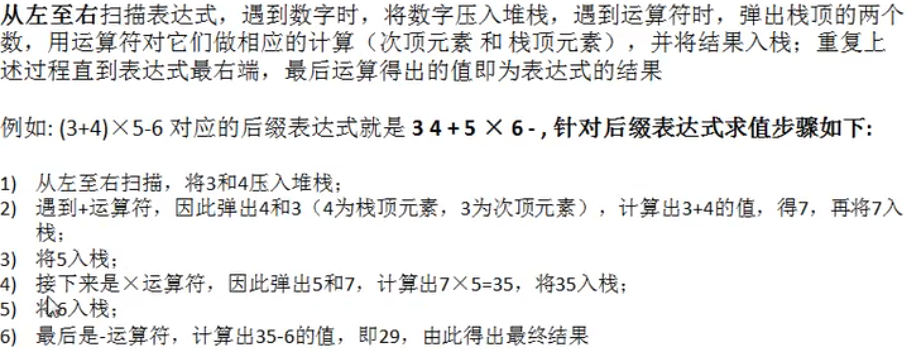 从左至右扫描表达式，遇到数字时，将数字压入堆栈，遇到运算符时，弹出栈顶的两个
数，用运算符对它们做相应的计算（次顶元素 和 栈顶元素），并将结果入栈；重复上
述过程直到表达式最右端，最后运算得出的值即为表达式的结果
例如: (3+4)×5-6 对应的后缀表达式就是 3 4 + 5 × 6 - , 针对后缀表达式求值步骤如下:
1) 从左至右扫描，将3和4压入堆栈；
2) 遇到+运算符，因此弹出4和3（4为栈顶元素，3为次顶元素），计算出3+4的值，得7，再将7入
栈；
3) 将5入栈；
4) 接下来是×运算符，因此弹出5和7，计算出7×5=35，将35入栈；
5) 将6入栈；
6) 最后是-运算符，计算出35-6的值，即29，由此得出最终结果